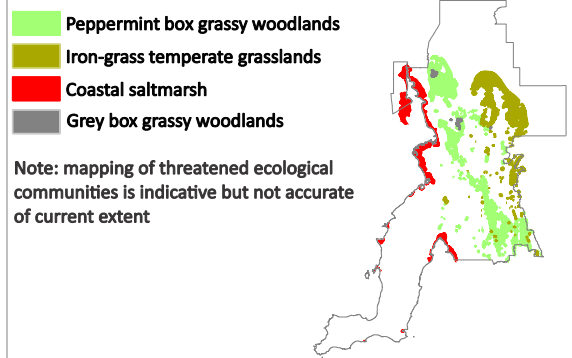 Peppermint box grassy woodlands
Iron-grass temperate grasslands
Coastal saltmarsh
Grey box grassy woodlands
Note: mapping of threatened ecological
communities is indicative but not accurate
of current extent